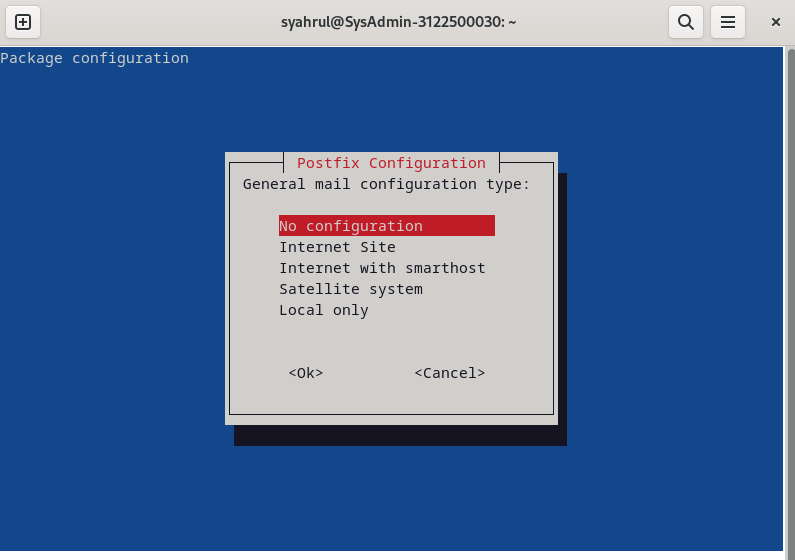 syahrul@SysAdmin-3122500030: ~
Package configuration
Postfix Configuration
General mail configuration type:
No configuration
Internet Site
Internet with smarthost
Satellite system
Local only
<Ok> <Cancel>